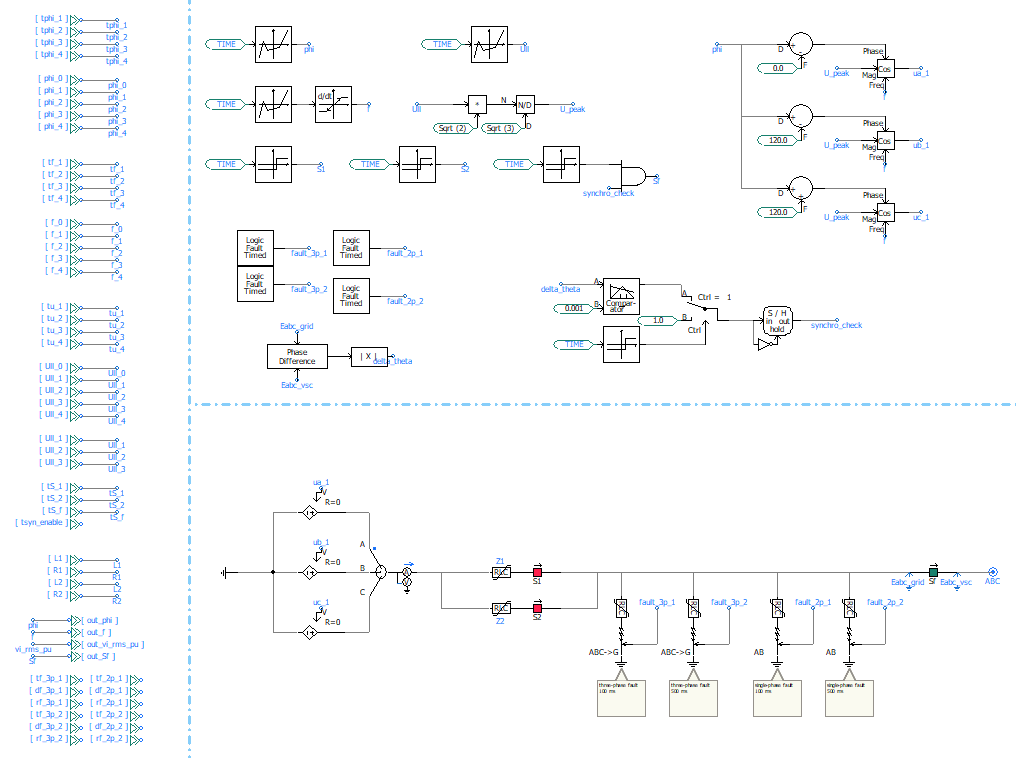 [ tphi_1 ]
tphi_1
[ tphi_2 ]
tphi_2
[ tphi_3 ]
tphi_3
[ tphi_4 ]
tphi_4
[ phi_0 ]
phi_0
[ phi_1 ]
phi_1
[ phi_2 ]
phi_2
[ phi_3 ]
phi_3
[ phi_4 ]
phi_4
[ tf_1 ]
tf_1
[ tf_2 ]
tf_2
[ tf_3 ]
tf_3
[ tf_4 ]
tf_4
[ f_0 ]
f_0
[ f_1 ]
f_1
[ f_2 ]
f_2
[ f_3 ]
f_3
[ f_4 ]
f_4
[ tu_1 ]
tu_1
[ tu_2 ]
tu_2
[ tu_3 ]
tu_3
[ tu_4 ]
tu_4
[ Ull_0 ]
Ull_0
[ Ull_1 ]
Ull_1
[ Ull_2 ]
Ull_2
[ Ull_3 ]
Ull_3
[ Ull_4 ]
Ull_4
[ Ull_1 ]
Ull_1
[ Ull_2 ]
Ull_2
[ Ull_3 ]
Ull_3
[ tS_1 ]
tS_1
[ tS_2 ]
tS_2
[ tS_f ]
tS_f
[ tsyn_enable ]
[ L1 ]
L1
[ R1 ]
R1
[ L2 ]
L2
[ R2 ]
R2
phi
[ out_phi ]
f
[ out_f ]
vi_rms_pu
[ out_vi_rms_pu ]
Sf
[ out_Sf ]
[ tf_3p_1 ] [ tf_2p_1 ]
[ df_3p_1 ] [ df_2p_1 ]
[ rf_3p_1 ] [ rf_2p_1 ]
[ tf_3p_2 ] [ tf_2p_2 ]
[ df_3p_2 ] [ df_2p_2 ]
[ rf_3p_2 ] [ rf_2p_2 ]
TIME
phi
TIME
Ull
TIME
d/dt
f
Ull
*
N
N/D
D
U_peak
Sqrt (2)
Sqrt (3)
TIME
S1
TIME
S2
TIME
synchro_check
Sf
phi
D +
F
0.0
Phase
U_peak
Mag
Cos
Freq
ua_1
f
D +
F
120.0
Phase
U_peak
Mag
Cos
Freq
ub_1
f
D +
F
120.0
Phase
U_peak
Mag
Cos
Freq
uc_1
f
Logic
Fault
Timed
fault_3p_1
Logic
Fault
Timed
fault_2p_1
Logic
Fault
Timed
fault_3p_2
Logic
Fault
Timed
fault_2p_2
Eabc_grid
Phase
Difference
| X |
delta_theta
Eabc_vsc
delta_theta
A
0.001
B
Compar-
ator
TIME
A
Ctrl = 1
1.0
B
Ctrl
S / H
in out
hold
synchro_check
ua_1
V
R=0
ub_1
V
R=0
uc_1
V
R=0
A
B
C
Z1
RLC
S1
RLC
Z2
S2
RLC
fault_3p_1
ABC->G
three-phase fault
100 ms
RLC
fault_3p_2
ABC->G
three-phase fault
500 ms
RLC
fault_2p_1
AB
single-phase fault
100 ms
RLC
fault_2p_2
AB
single-phase fault
500 ms
Eabc_grid
Sf
Eabc_vsc
ABC